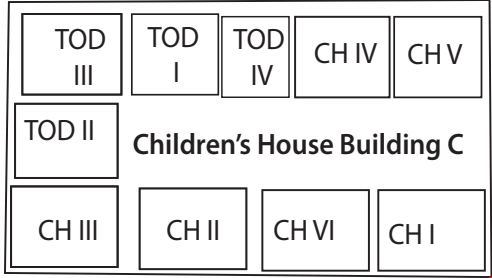 TOD
III
TOD
I
TOD
IV
CH IV
CH V
TOD II
Children's House Building C
CH III
CH II
CH VI
CH I